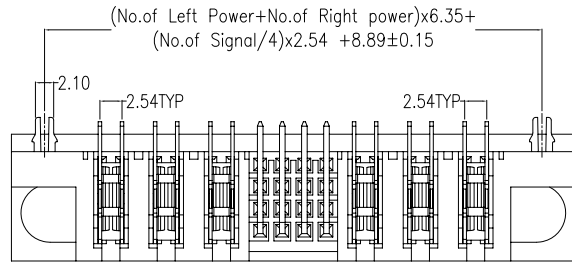 (No.of Left Power+No.of Right power)x6.35+
(No.of Signal/4)x2.54 +8.89±0.15
2.10
2.54TYP
2.54TYP